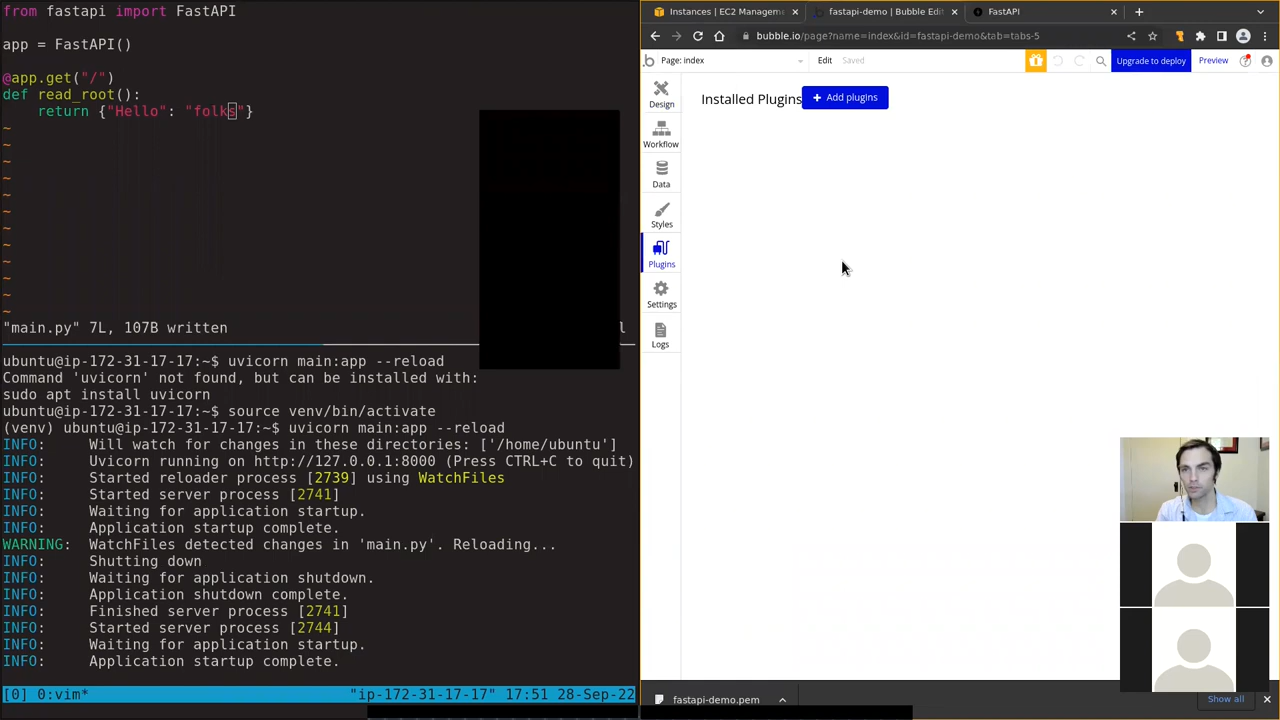 from fastapi import FastAPI
app = FastAPI()
@app.get("/")
def read_root():
    return {"Hello": "folks"}
~
~
~
~
~
~
~
~
~
~
~
~
"main.py" 7L, 107B written
ubuntu@ip-172-31-17-17:~$ uvicorn main:app --reload
Command 'uvicorn' not found, but can be installed with:
sudo apt install uvicorn
ubuntu@ip-172-31-17-17:~$ source venv/bin/activate
(venv) ubuntu@ip-172-31-17-17:~$ uvicorn main:app --reload
INFO:     Will watch for changes in these directories: ['/home/ubuntu']
INFO:     Uvicorn running on http://127.0.0.1:8000 (Press CTRL+C to quit)
INFO:     Started reloader process [2739] using WatchFiles
INFO:     Started server process [2741]
INFO:     Waiting for application startup.
INFO:     Application startup complete.
WARNING:  WatchFiles detected changes in 'main.py'. Reloading...
INFO:     Shutting down
INFO:     Waiting for application shutdown.
INFO:     Application shutdown complete.
INFO:     Finished server process [2741]
INFO:     Started server process [2744]
INFO:     Waiting for application startup.
INFO:     Application startup complete.
[0] 0:vim* "ip-172-31-17-17" 17:51 28-Sep-22
Instances | EC2 Managem
fastapi-demo | Bubble Edit
FastAPI
bubble.io/page?name=index&id=fastapi-demo&tab=tabs-5
Page: index
Edit
Saved
Upgrade to deploy
Preview
Design
Workflow
Data
Styles
Plugins
Settings
Logs
Installed Plugins
+ Add plugins
fastapi-demo.pem
Show all